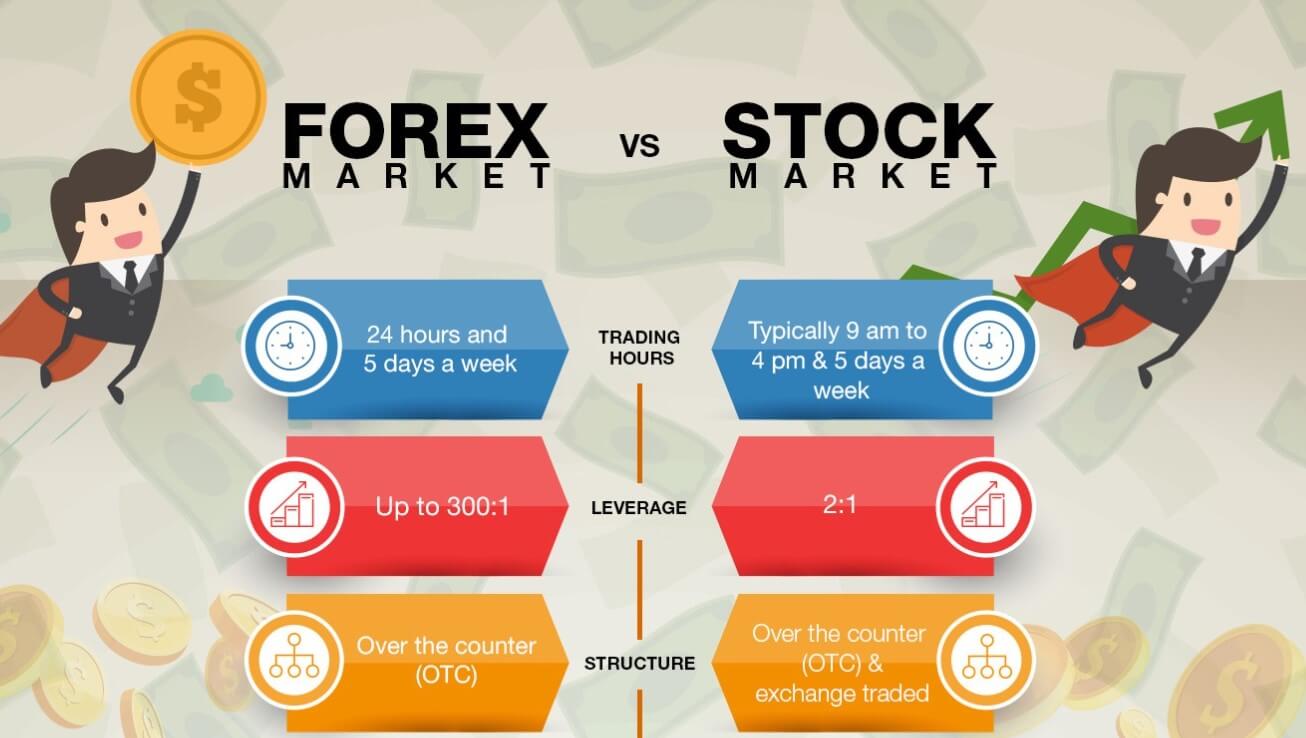 FOREX
MARKET
VS
STOCK
MARKET
24 hours and
5 days a week
TRADING
HOURS
Typically 9 am to
4 pm & 5 days a
week
Up to 300:1
LEVERAGE
2:1
Over the counter
(OTC)
STRUCTURE
Over the counter
(OTC) &
exchange traded